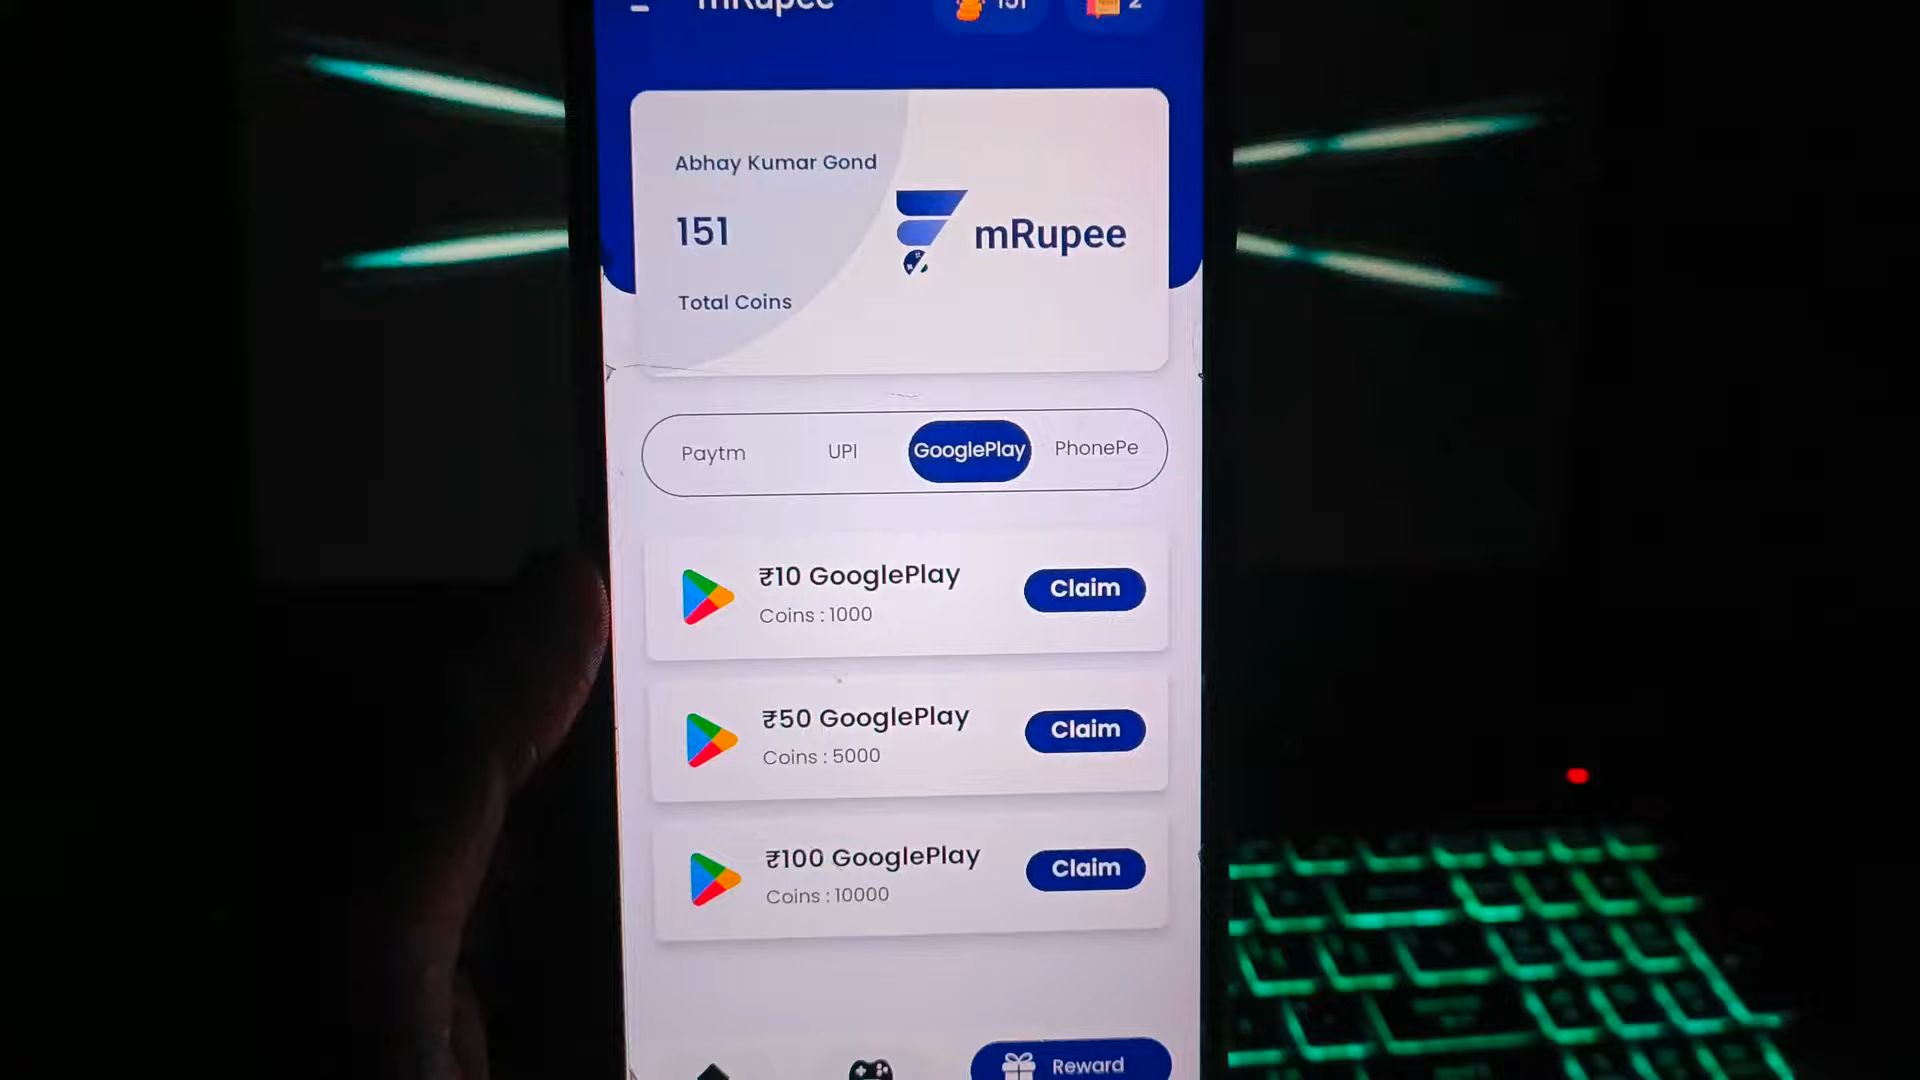 mRupee
151
2
Abhay Kumar Gond
151
Total Coins
mRupee
Paytm
UPI
GooglePlay
PhonePe
₹10 GooglePlay
Coins : 1000
Claim
₹50 GooglePlay
Coins : 5000
Claim
₹100 GooglePlay
Coins : 10000
Claim
Reward